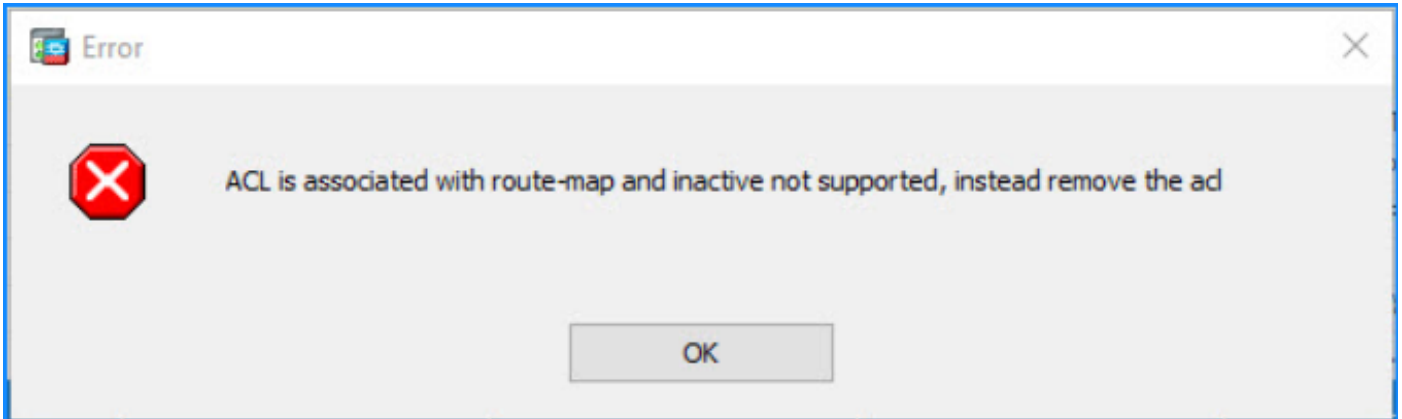 Error
ACL is associated with route-map and inactive not supported, instead remove the acl
OK